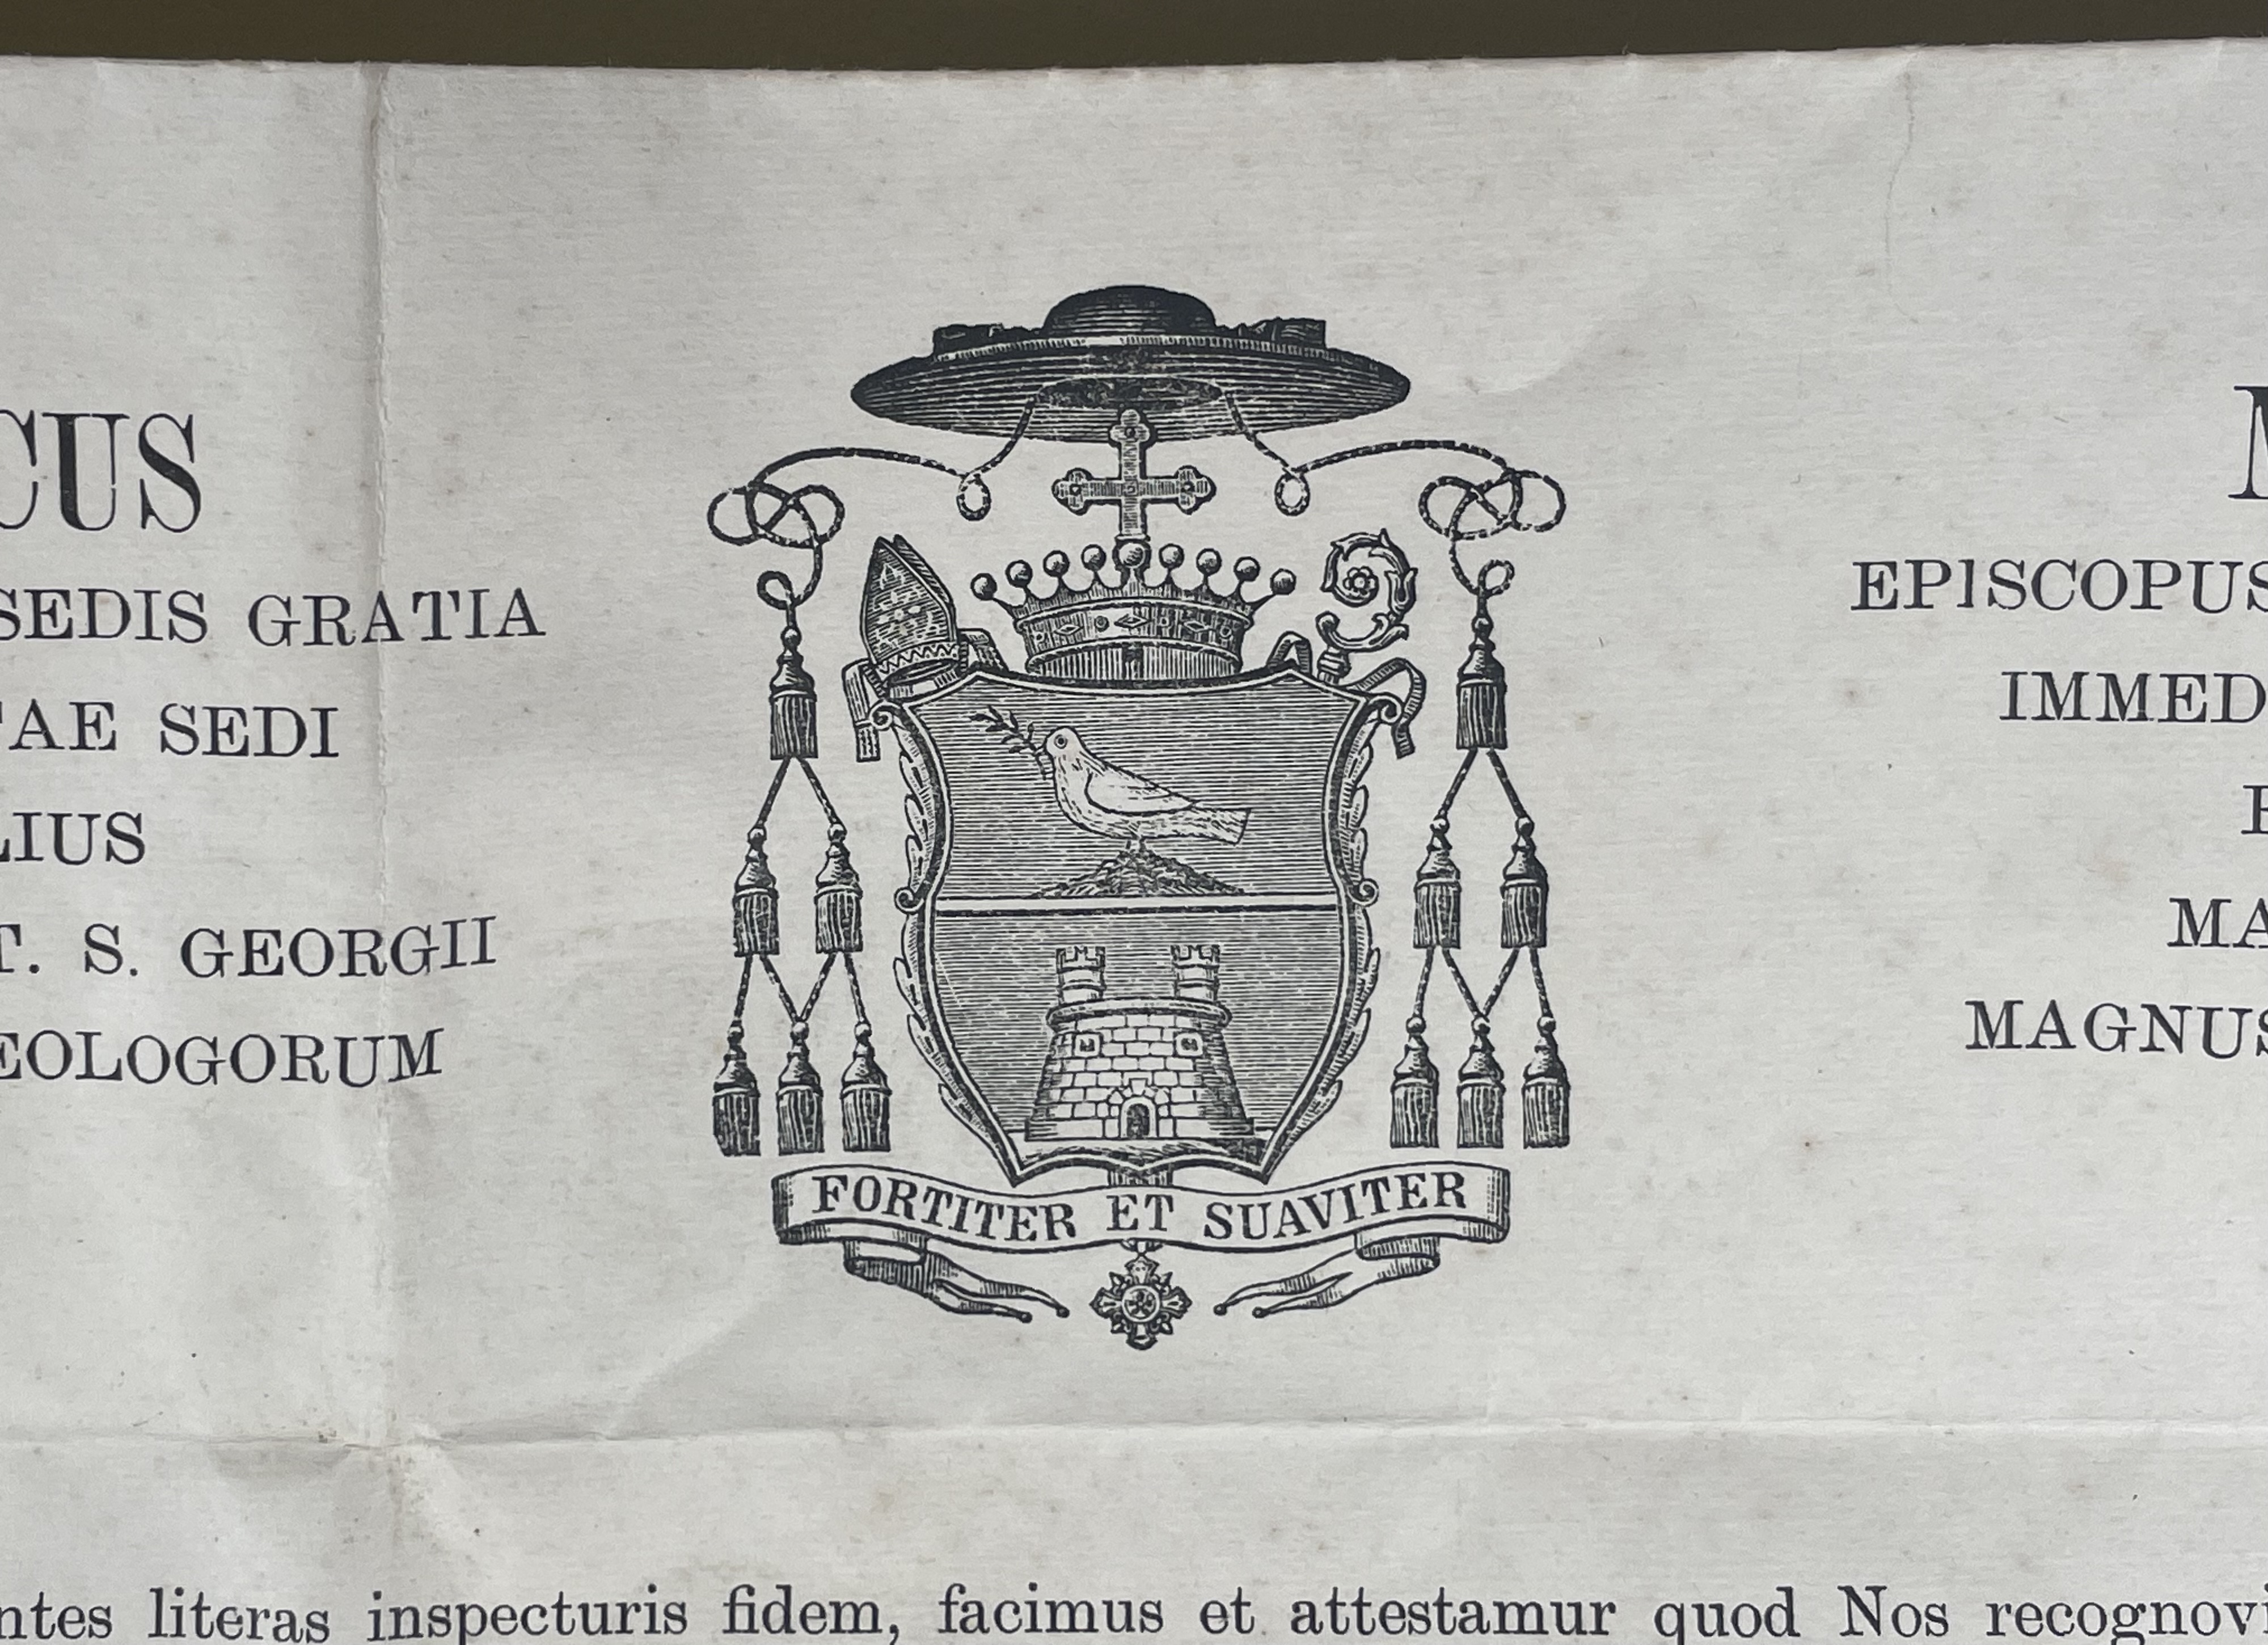 CUS
SEDIS GRATIA
TAE SEDI
LIUS
T. S. GEORGII
EOLOGORUM
FORTITER ET SUAVITER
M
EPISCOPUS
IMMED
E
MA
MAGNUS
ntes literas inspecturis fidem, facimus et attestamur quod Nos recognovi